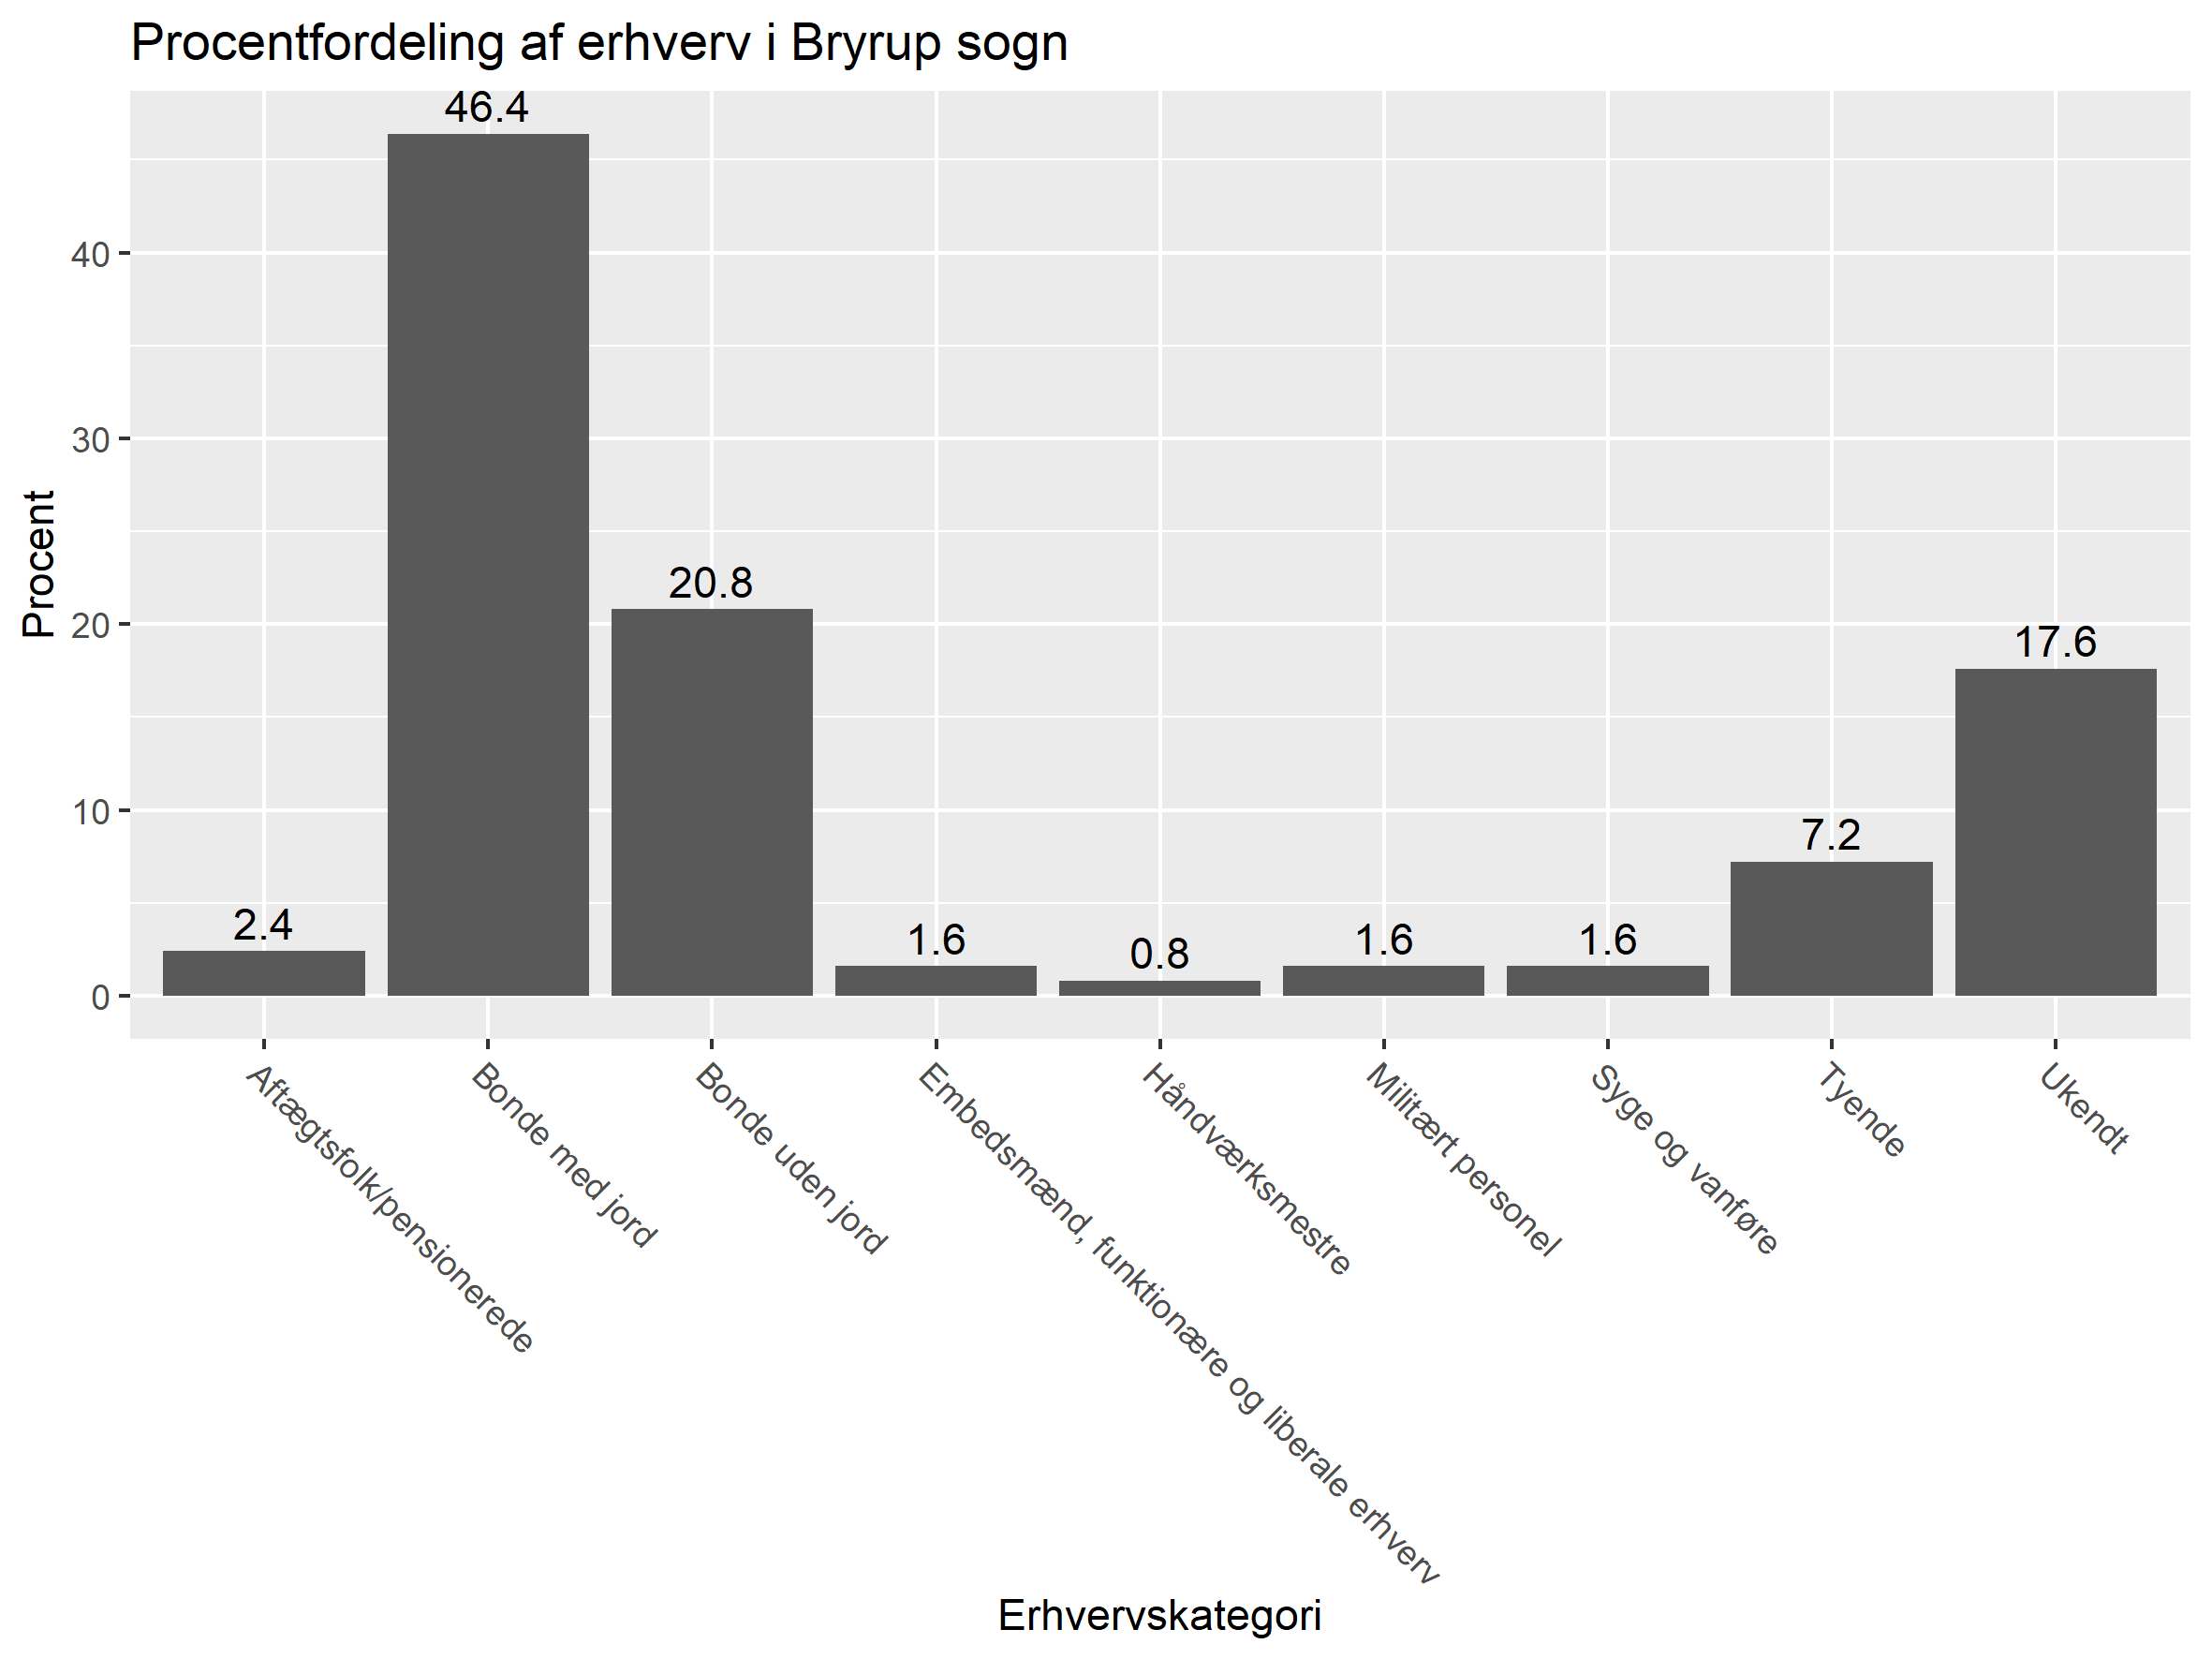 Procentfordeling af erhverv i Bryrup sogn
Procent
40
30
20
10
0
2.4
46.4
20.8
1.6
0.8
1.6
1.6
7.2
17.6
Aftægtsfolk/pensionerede
Bonde med jord
Bonde uden jord
Embedsmænd, funktionære og liberale erhverv
Håndværksmestre
Militært personel
Syge og vanføre
Tyende
Ukendt
Erhvervskategori